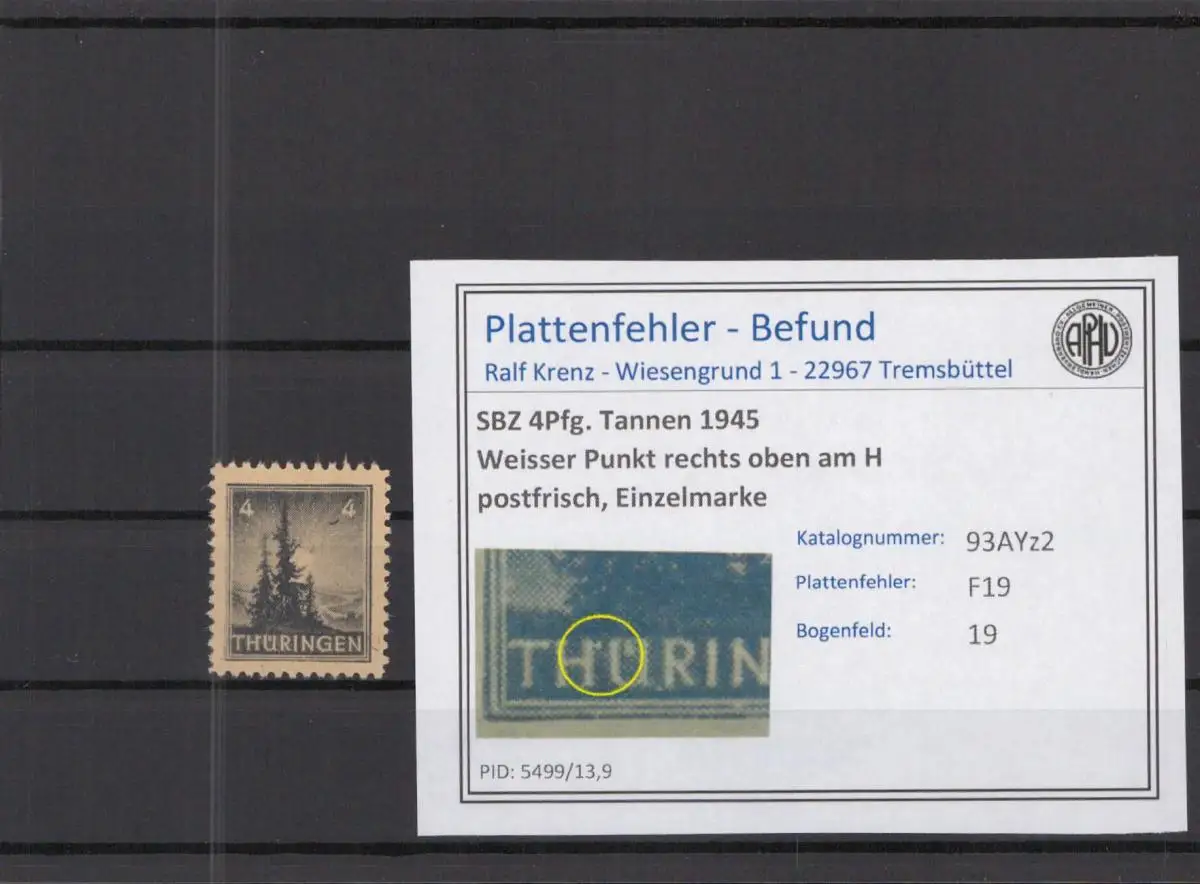 4 4
THÜRINGEN
Plattenfehler - Befund
Ralf Krenz - Wiesengrund 1 - 22967 Tremsbüttel
APHV
SBZ 4Pfg. Tannen 1945
Weisser Punkt rechts oben am H
postfrisch, Einzelmarke
Katalognummer: 93AYz2
Plattenfehler: F19
Bogenfeld: 19
THÜRIN
PID: 5499/13,9